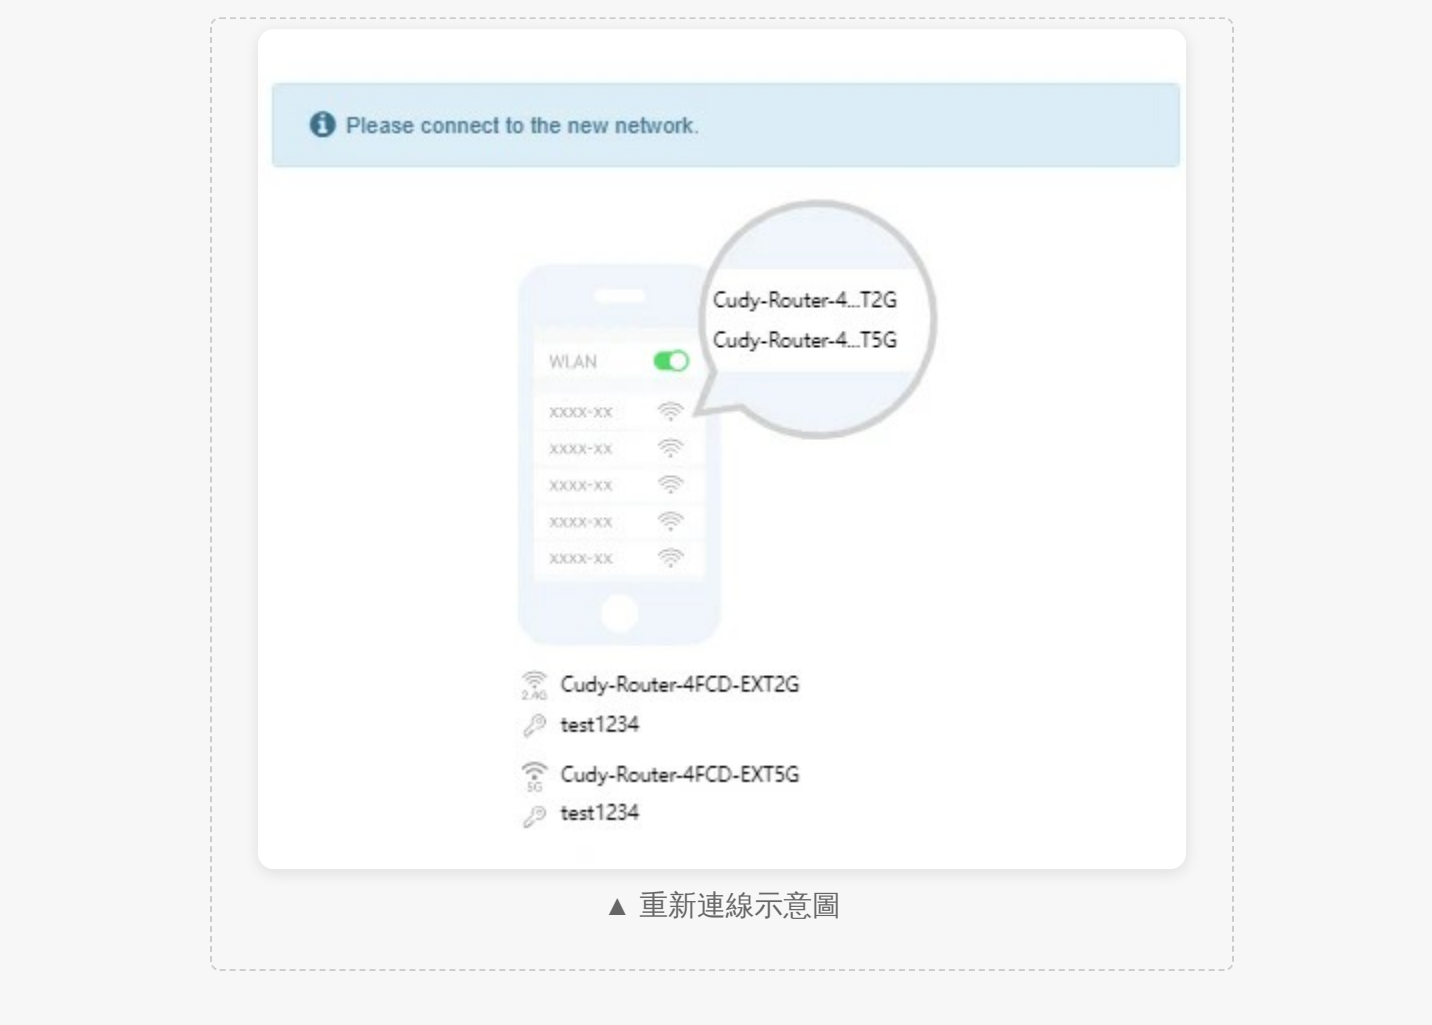 Please connect to the new network.
Cudy-Router-4...T2G
Cudy-Router-4...T5G
WLAN
xxxx-xx
xxxx-xx
xxxx-xx
xxxx-xx
xxxx-xx
2.4G
Cudy-Router-4FCD-EXT2G
test1234
5G
Cudy-Router-4FCD-EXT5G
test1234
▲ 重新連線示意圖